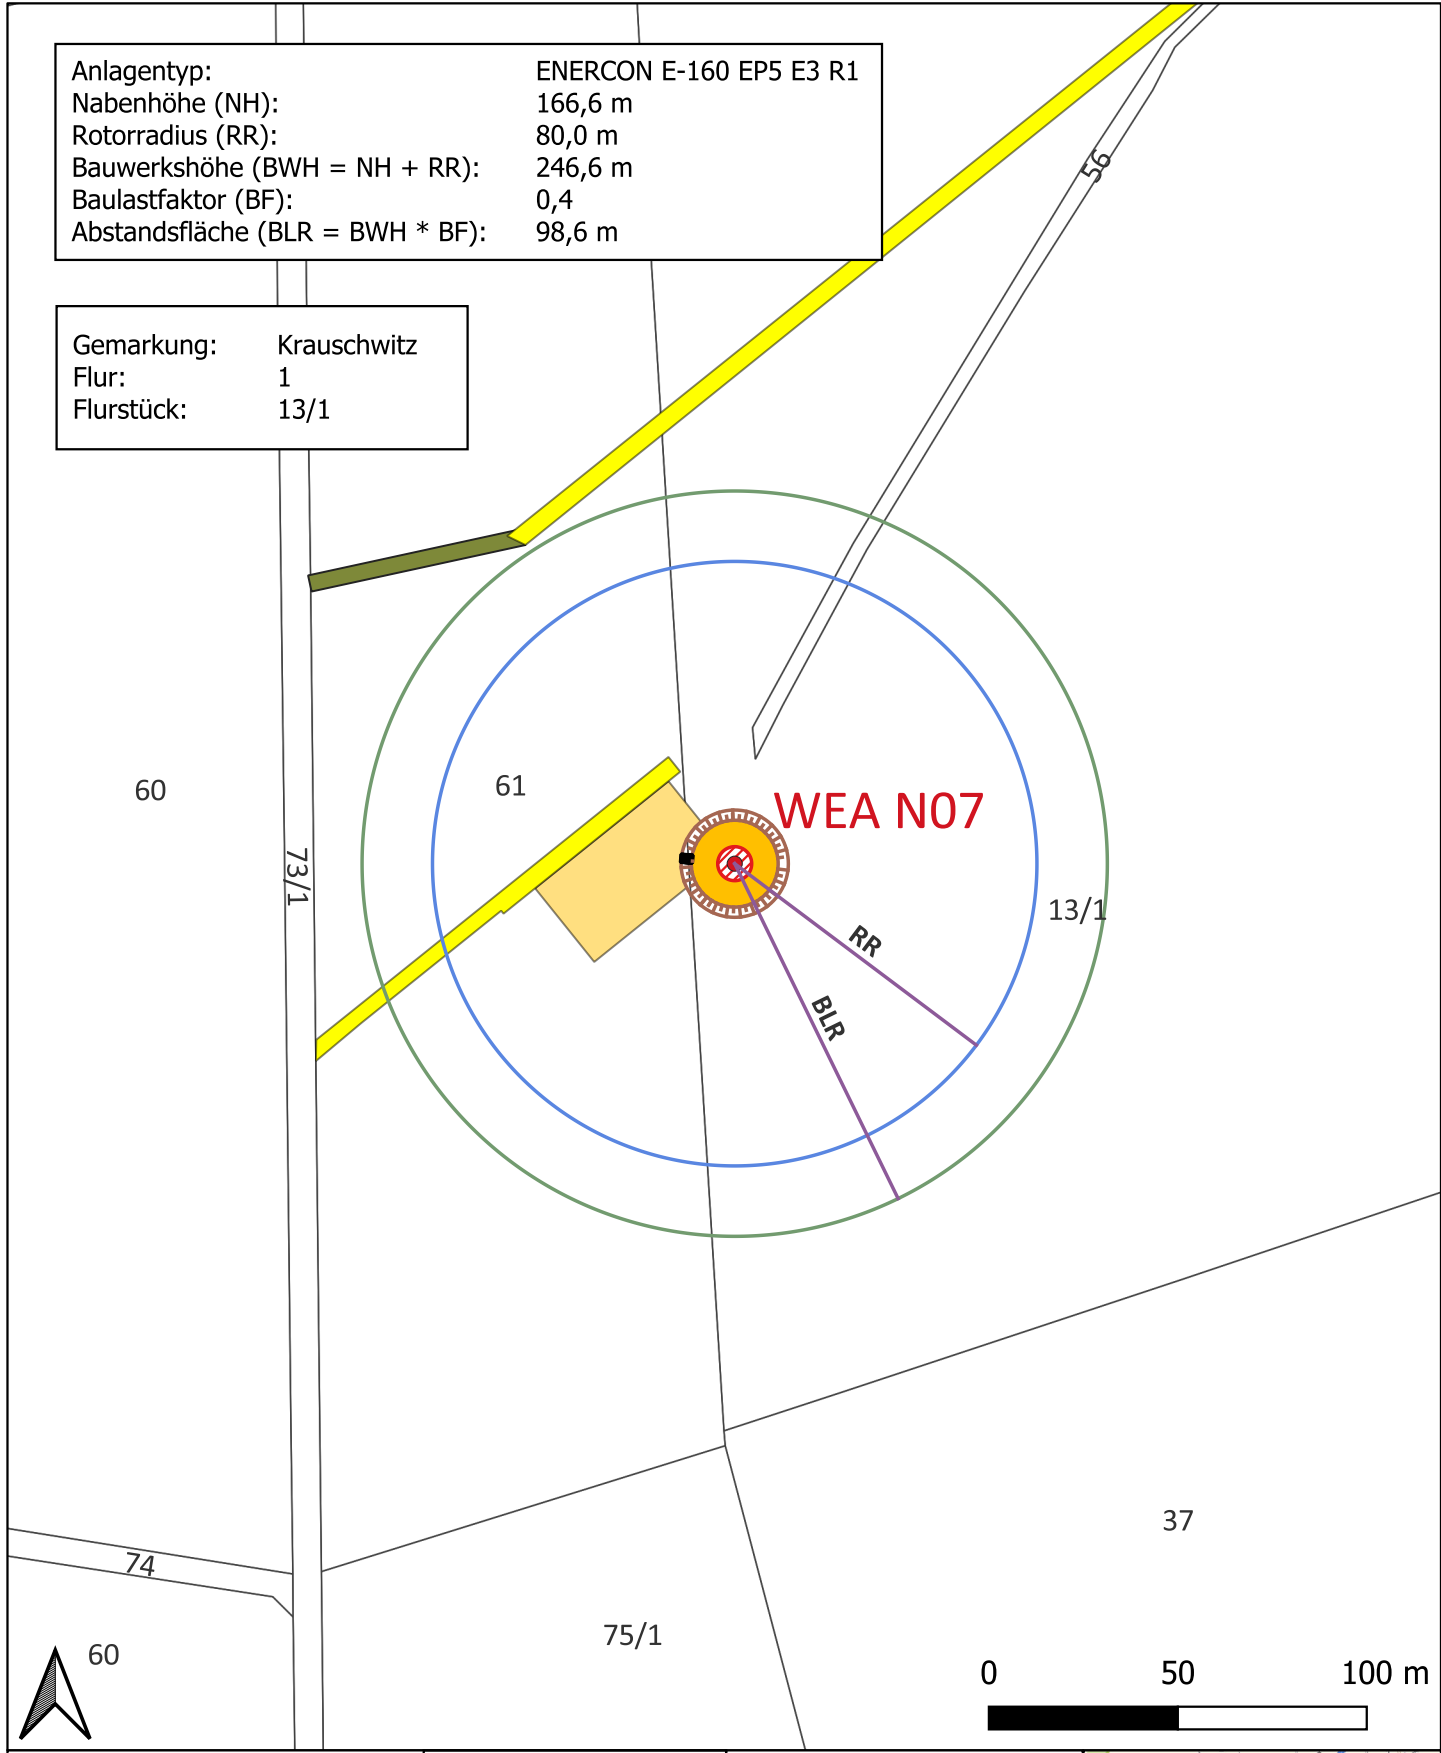 Anlagentyp: ENERCON E-160 EP5 E3 R1
Nabenhöhe (NH): 166,6 m
Rotorradius (RR): 80,0 m
Bauwerkshöhe (BWH = NH + RR): 246,6 m
Baulastfaktor (BF): 0,4
Abstandsfläche (BLR = BWH * BF): 98,6 m
56
Gemarkung: Krauschwitz
Flur: 1
Flurstück: 13/1
60
61
WEA N07
73/1
13/1
RR
BLR
37
74
75/1
60
0 50 100 m